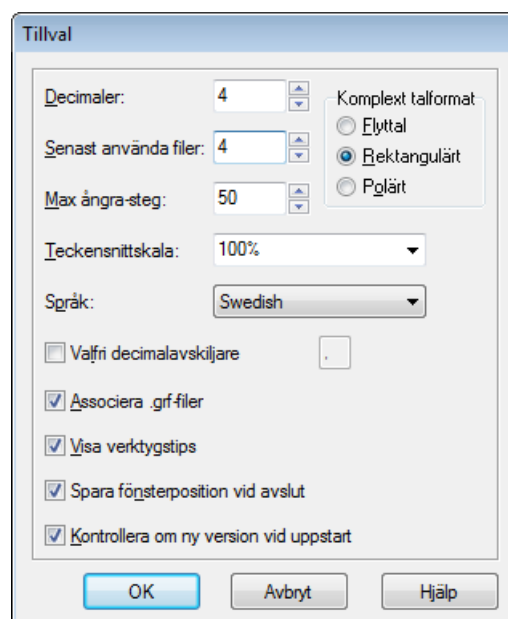 Tillval
Decimaler: 4
Komplext talformat
Flyttal
Senast använda filer: 4
Rektangulärt
Polärt
Max ångra-steg: 50
Teckensnittskala: 100%
Språk: Swedish
Valfri decimalavskiljare .
Associera .grf-filer
Visa verktygstips
Spara fönsterposition vid avslut
Kontrollera om ny version vid uppstart
OK Avbryt Hjälp